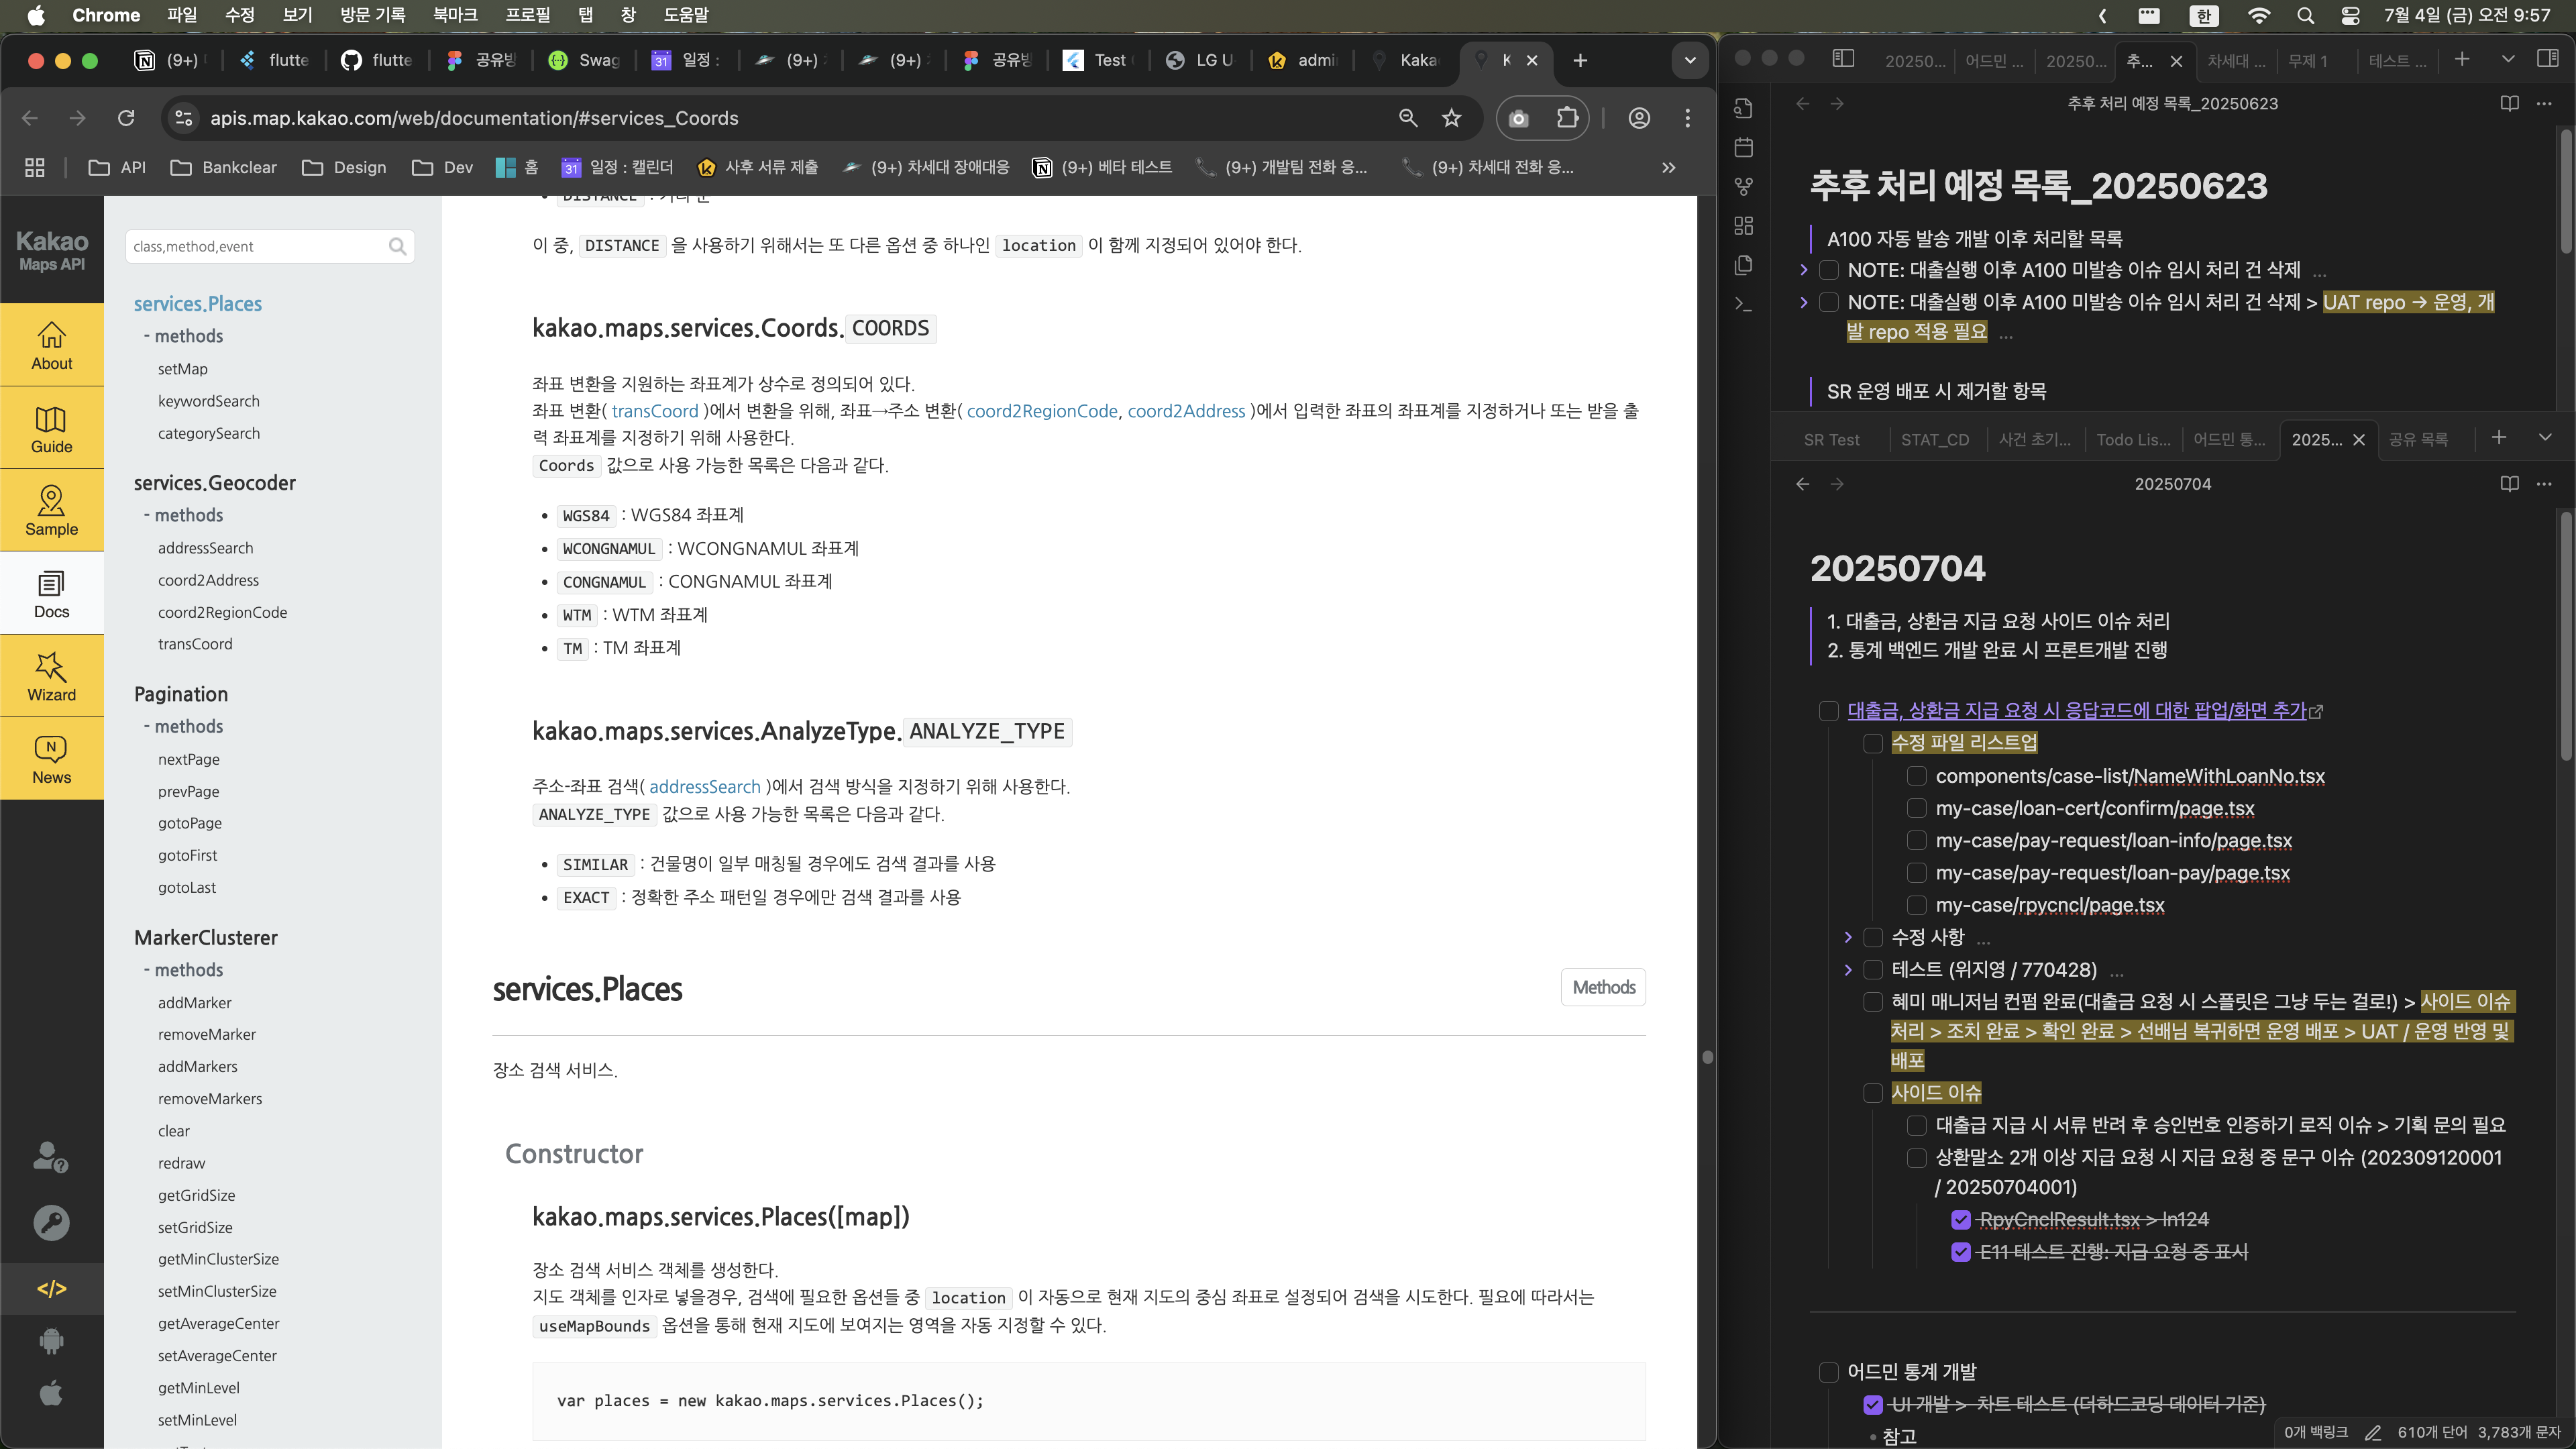 Chrome 파일 수정 보기 방문 기록 북마크 프로필 탭 창 도움말
한 7월 4일 (금) 오전 9:57
(9+) flutte flutte 공유방 Swag 일정 : (9+) (9+) 공유방 Test LG U admi Kaka K
apis.map.kakao.com/web/documentation/#services_Coords
API Bankclear Design Dev 홈 일정 : 캘린더 사후 서류 제출 (9+) 차세대 장애대응 (9+) 베타 테스트 (9+) 개발팀 전화 응... (9+) 차세대 전화 응...
Kakao
Maps API
About
Guide
Sample
Docs
Wizard
News
class,method,event
services.Places
- methods
setMap
keywordSearch
categorySearch
services.Geocoder
- methods
addressSearch
coord2Address
coord2RegionCode
transCoord
Pagination
- methods
nextPage
prevPage
gotoPage
gotoFirst
gotoLast
MarkerClusterer
- methods
addMarker
removeMarker
addMarkers
removeMarkers
clear
redraw
getGridSize
setGridSize
getMinClusterSize
setMinClusterSize
getAverageCenter
setAverageCenter
getMinLevel
setMinLevel
이 중, DISTANCE 을 사용하기 위해서는 또 다른 옵션 중 하나인 location 이 함께 지정되어 있어야 한다.
kakao.maps.services.Coords.COORDS
좌표 변환을 지원하는 좌표계가 상수로 정의되어 있다.
좌표 변환( transCoord )에서 변환을 위해, 좌표→주소 변환( coord2RegionCode, coord2Address )에서 입력한 좌표의 좌표계를 지정하거나 또는 받을 출
력 좌표계를 지정하기 위해 사용한다.
Coords 값으로 사용 가능한 목록은 다음과 같다.
• WGS84 : WGS84 좌표계
• WCONGNAMUL : WCONGNAMUL 좌표계
• CONGNAMUL : CONGNAMUL 좌표계
• WTM : WTM 좌표계
• TM : TM 좌표계
kakao.maps.services.AnalyzeType.ANALYZE_TYPE
주소-좌표 검색( addressSearch )에서 검색 방식을 지정하기 위해 사용한다.
ANALYZE_TYPE 값으로 사용 가능한 목록은 다음과 같다.
• SIMILAR : 건물명이 일부 매칭될 경우에도 검색 결과를 사용
• EXACT : 정확한 주소 패턴일 경우에만 검색 결과를 사용
services.Places
Methods
장소 검색 서비스.
Constructor
kakao.maps.services.Places([map])
장소 검색 서비스 객체를 생성한다.
지도 객체를 인자로 넣을경우, 검색에 필요한 옵션들 중 location 이 자동으로 현재 지도의 중심 좌표로 설정되어 검색을 시도한다. 필요에 따라서는
useMapBounds 옵션을 통해 현재 지도에 보여지는 영역을 자동 지정할 수 있다.
var places = new kakao.maps.services.Places();
20250... 어드민 ... 20250... 추... 차세대 ... 무제 1 테스트 ...
추후 처리 예정 목록_20250623
추후 처리 예정 목록_20250623
A100 자동 발송 개발 이후 처리할 목록
NOTE: 대출실행 이후 A100 미발송 이슈 임시 처리 건 삭제 ...
NOTE: 대출실행 이후 A100 미발송 이슈 임시 처리 건 삭제 > UAT repo → 운영, 개
발 repo 적용 필요 ...
SR 운영 배포 시 제거할 항목
SR Test STAT_CD 사건 초기... Todo Lis... 어드민 통... 2025... 공유 목록
20250704
20250704
1. 대출금, 상환금 지급 요청 사이드 이슈 처리
2. 통계 백엔드 개발 완료 시 프론트개발 진행
대출금, 상환금 지급 요청 시 응답코드에 대한 팝업/화면 추가
수정 파일 리스트업
components/case-list/NameWithLoanNo.tsx
my-case/loan-cert/confirm/page.tsx
my-case/pay-request/loan-info/page.tsx
my-case/pay-request/loan-pay/page.tsx
my-case/rpycncl/page.tsx
수정 사항 ...
테스트 (위지영 / 770428) ...
혜미 매니저님 컨펌 완료(대출금 요청 시 스플릿은 그냥 두는 걸로!) > 사이드 이슈
처리 > 조치 완료 > 확인 완료 > 선배님 복귀하면 운영 배포 > UAT / 운영 반영 및
배포
사이드 이슈
대출급 지급 시 서류 반려 후 승인번호 인증하기 로직 이슈 > 기획 문의 필요
상환말소 2개 이상 지급 요청 시 지급 요청 중 문구 이슈 (202309120001
/ 20250704001)
RpyCnclResult.tsx > ln124
E11 테스트 진행: 지급 요청 중 표시
어드민 통계 개발
UI 개발 > 차트 테스트 (더하드코딩 데이터 기준)
• 참고
0개 백링크 610개 단어 3,783개 문자